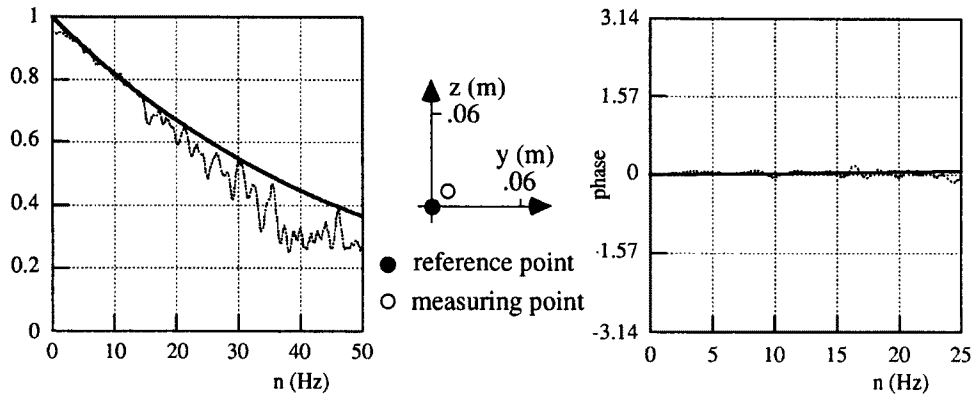 1
0.8
0.6
0.4
0.2
0
0 10 20 30 40 50
n (Hz)
z (m)
.06
y (m)
.06
reference point
measuring point
phase
3.14
1.57
0
-1.57
-3.14
0 5 10 15 20 25
n (Hz)